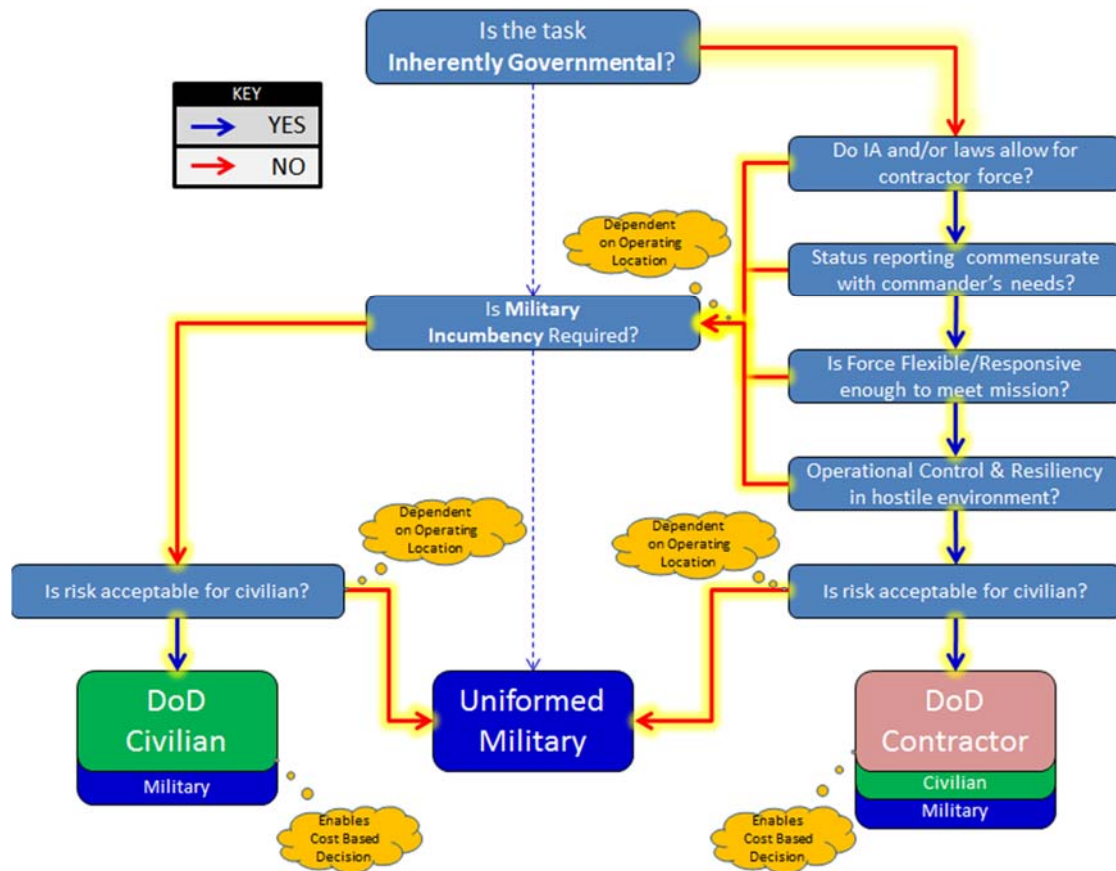 Is the task
Inherently Governmental?
KEY
YES
NO
Do IA and/or laws allow for
contractor force?
Dependent
on Operating
Location
Status reporting commensurate
with commander's needs?
Is Military
Incumbency Required?
Is Force Flexible/Responsive
enough to meet mission?
Operational Control & Resiliency
in hostile environment?
Dependent
on Operating
Location
Dependent
on Operating
Location
Is risk acceptable for civilian?
Is risk acceptable for civilian?
DoD
Civilian
Military
Uniformed
Military
DoD
Contractor
Civilian
Military
Enables
Cost Based
Decision
Enables
Cost Based
Decision